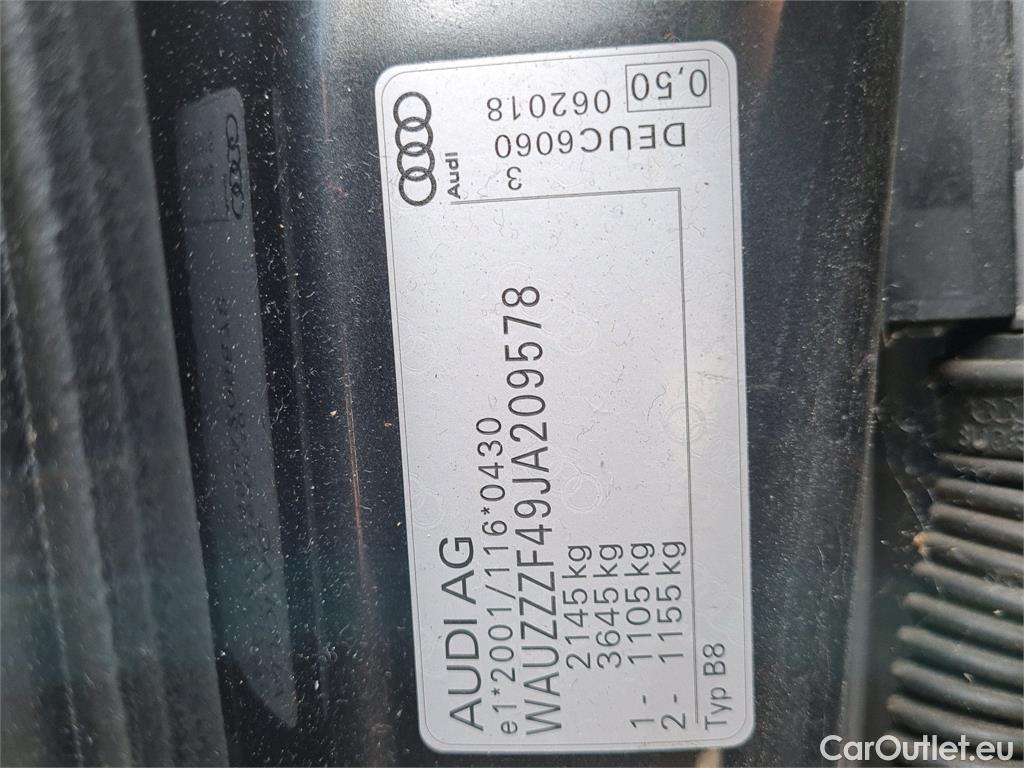 AUDI AG
e1*2001/116*0430
WAUZZZF49JA209578
2145kg
3645kg
1- 1105kg
2- 1155kg
Typ B8
Audi
3
DEUC6060
062018
0,50
CarOutlet.eu